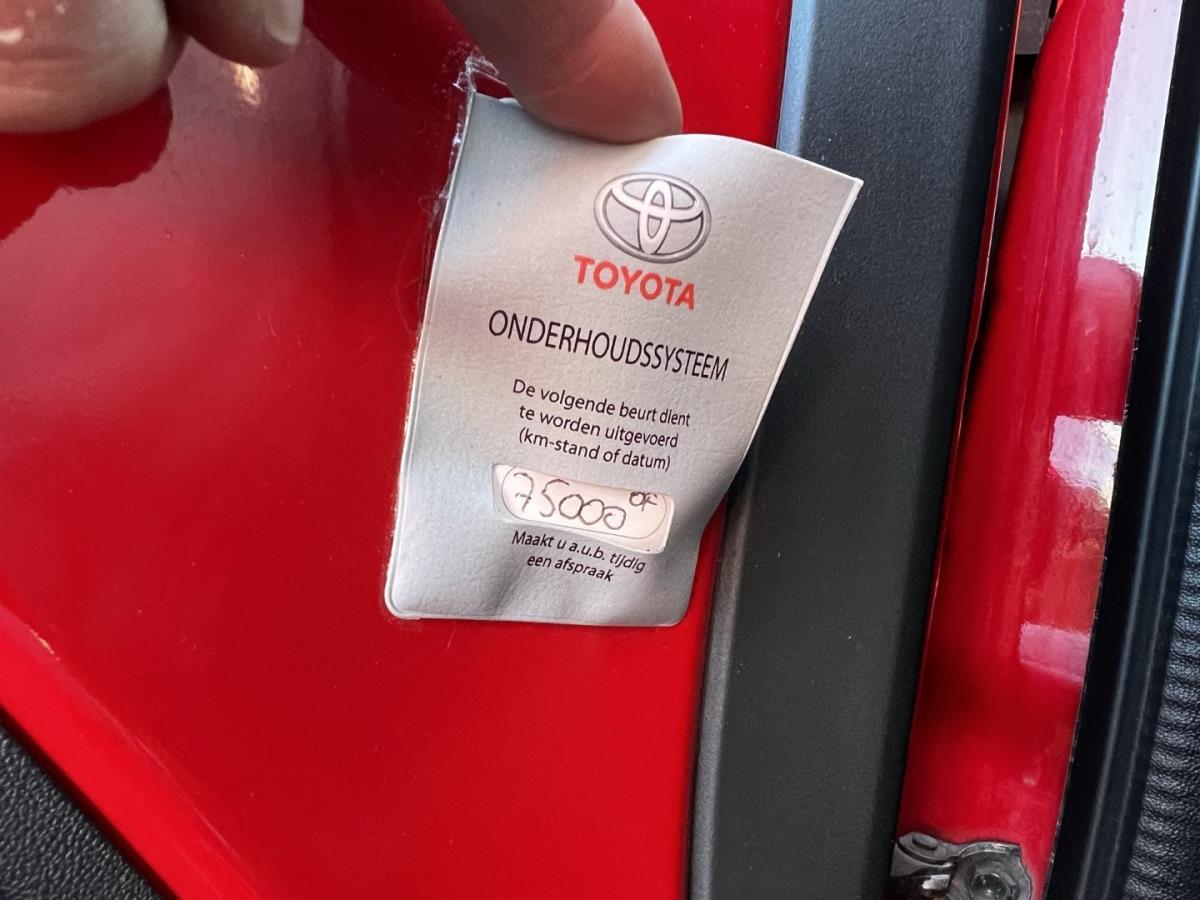 TOYOTA
ONDERHOUDSSYSTEEM
De volgende beurt dient
te worden uitgevoerd
(km-stand of datum)
75000 OF
Maakt u a.u.b. tijdig
een afspraak